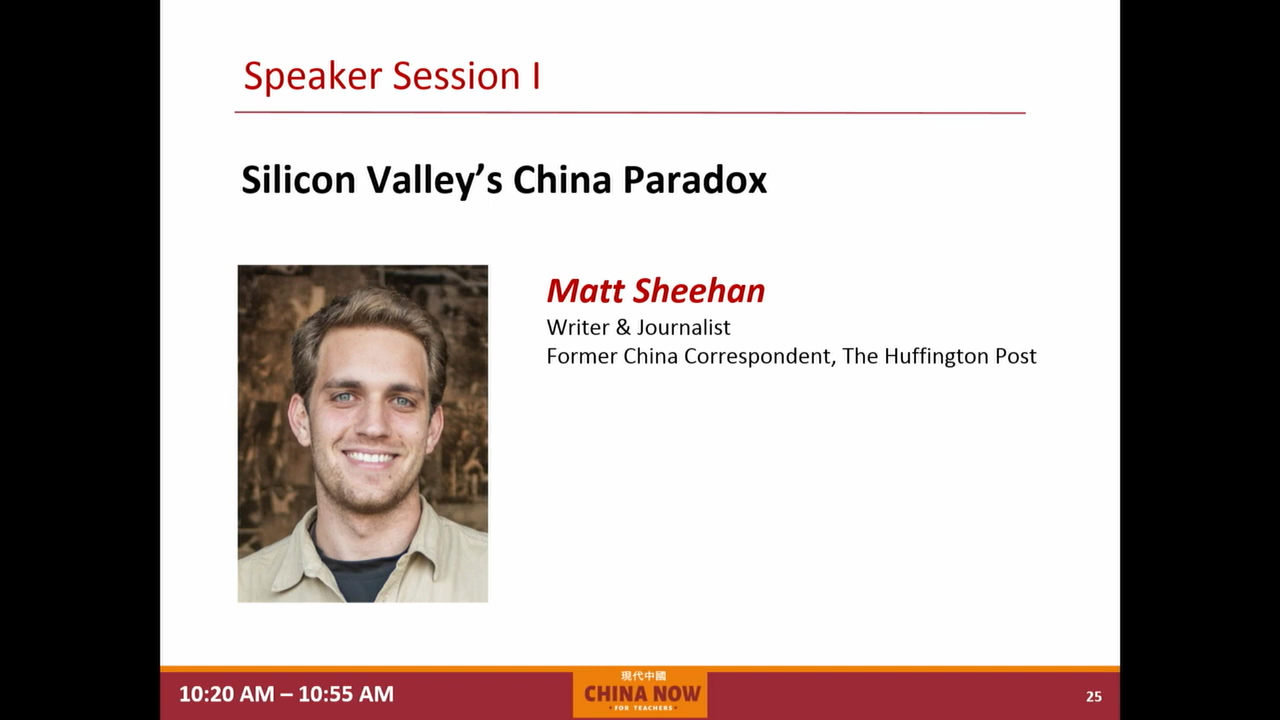 Speaker Session I
Silicon Valley’s China Paradox
Matt Sheehan
Writer & Journalist
Former China Correspondent, The Huffington Post
10:20 AM – 10:55 AM
現代中國
CHINA NOW
FOR TEACHERS
25